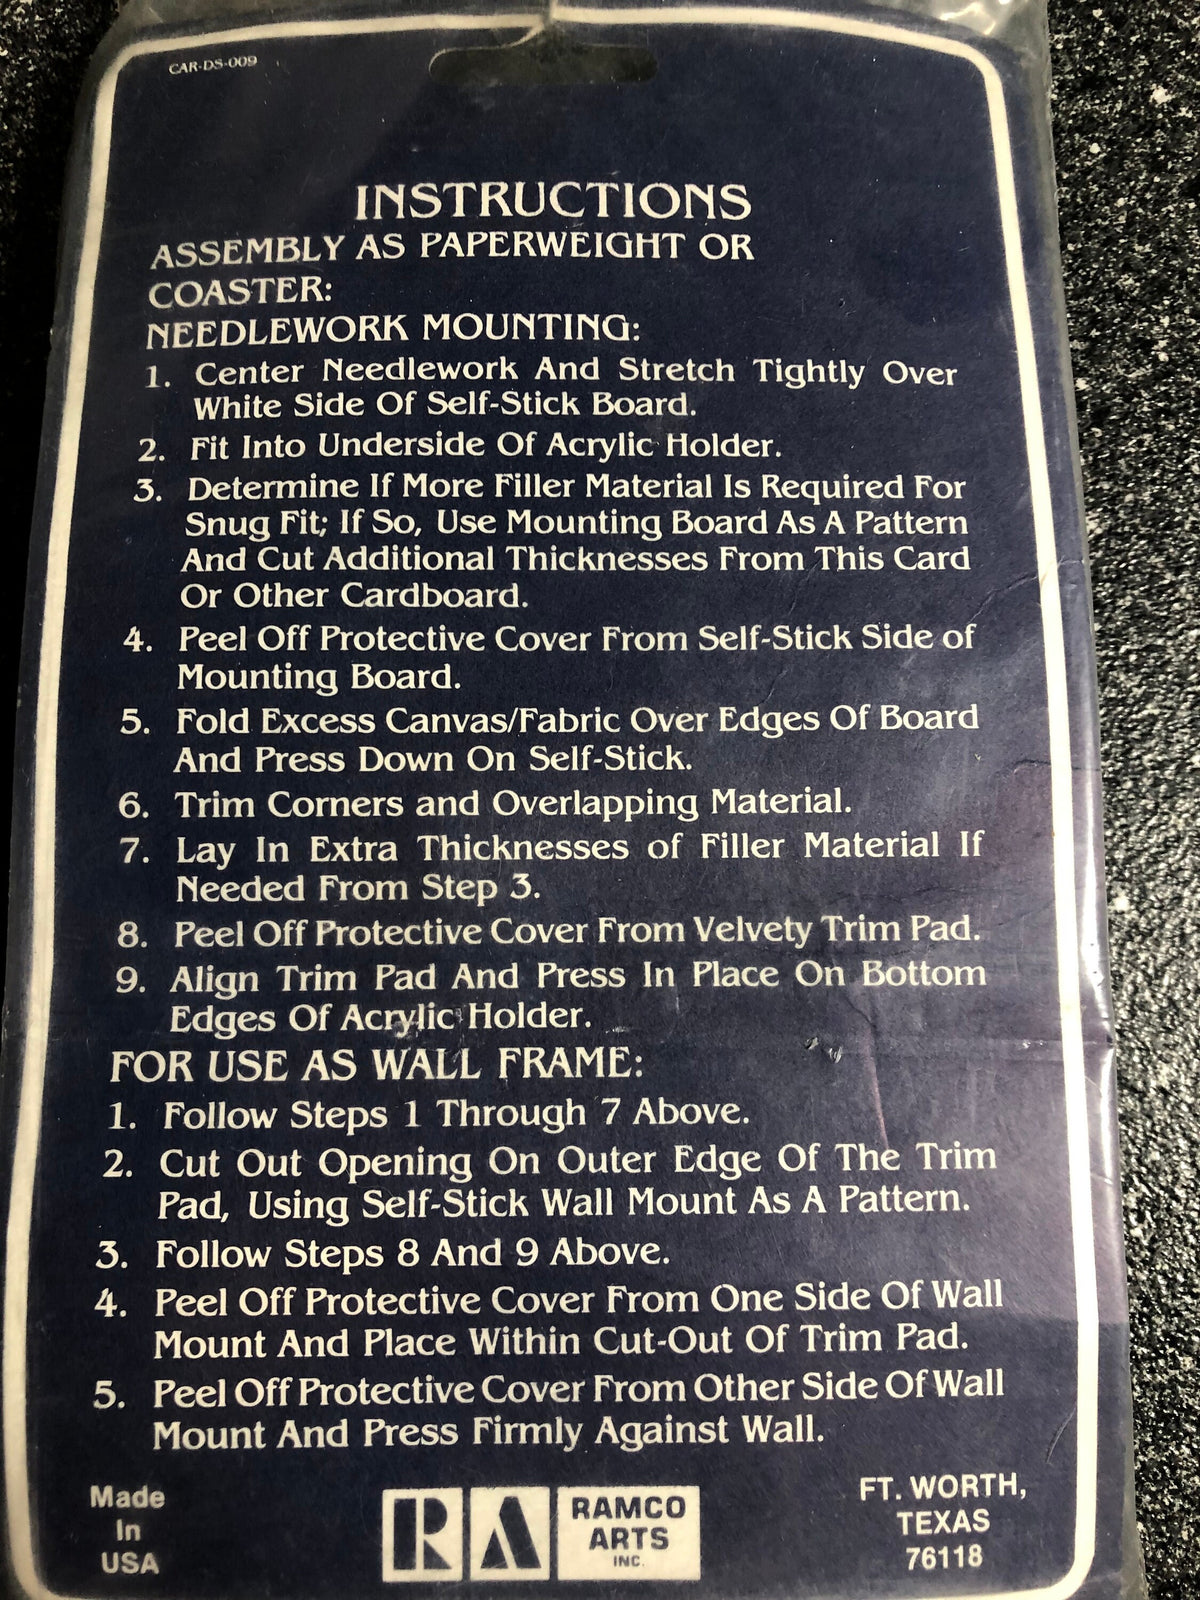 CAR-DS-009
INSTRUCTIONS
ASSEMBLY AS PAPERWEIGHT OR
COASTER:
NEEDLEWORK MOUNTING:
1. Center Needlework And Stretch Tightly Over
White Side Of Self-Stick Board.
2. Fit Into Underside Of Acrylic Holder.
3. Determine If More Filler Material Is Required For
Snug Fit; If So, Use Mounting Board As A Pattern
And Cut Additional Thicknesses From This Card
Or Other Cardboard.
4. Peel Off Protective Cover From Self-Stick Side of
Mounting Board.
5. Fold Excess Canvas/Fabric Over Edges Of Board
And Press Down On Self-Stick.
6. Trim Corners and Overlapping Material.
7. Lay In Extra Thicknesses of Filler Material If
Needed From Step 3.
8. Peel Off Protective Cover From Velvety Trim Pad.
9. Align Trim Pad And Press In Place On Bottom
Edges Of Acrylic Holder.
FOR USE AS WALL FRAME:
1. Follow Steps 1 Through 7 Above.
2. Cut Out Opening On Outer Edge Of The Trim
Pad, Using Self-Stick Wall Mount As A Pattern.
3. Follow Steps 8 And 9 Above.
4. Peel Off Protective Cover From One Side Of Wall
Mount And Place Within Cut-Out Of Trim Pad.
5. Peel Off Protective Cover From Other Side Of Wall
Mount And Press Firmly Against Wall.
Made
In
USA
RA
RAMCO
ARTS
INC.
FT. WORTH,
TEXAS
76118